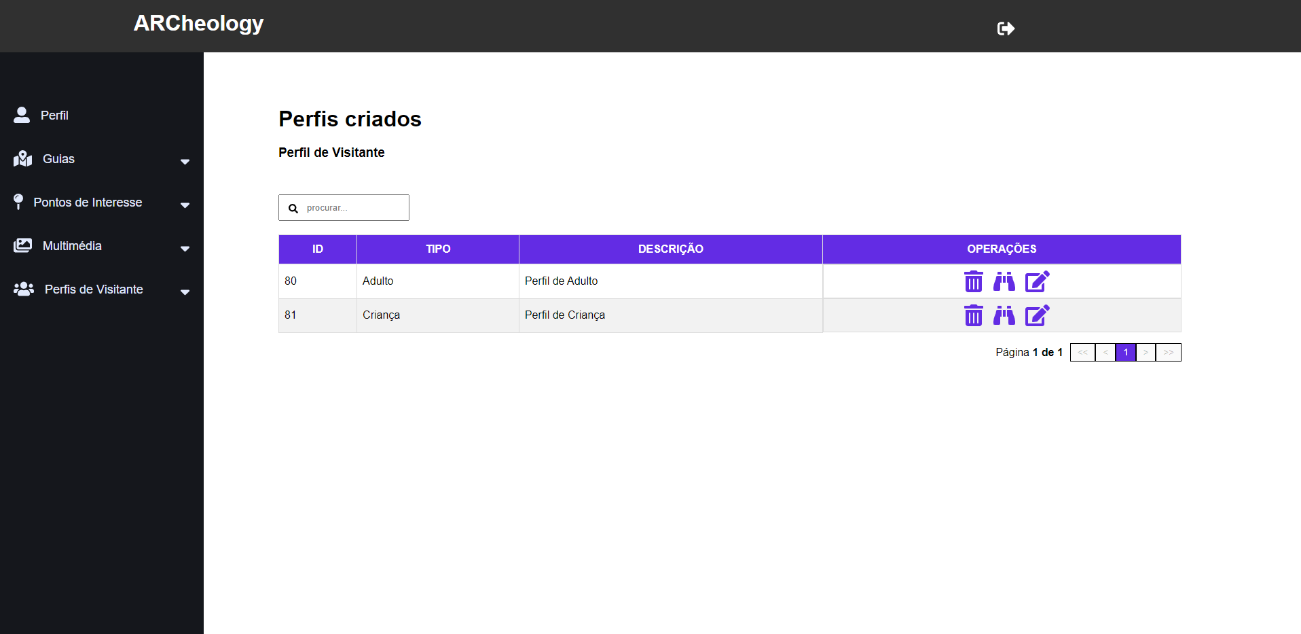 ARCheology
Perfil
Guias
Pontos de Interesse
Multimédia
Perfis de Visitante
Perfis criados
Perfil de Visitante
procurar...
ID TIPO DESCRIÇÃO OPERAÇÕES
80 Adulto Perfil de Adulto
81 Criança Perfil de Criança
Página 1 de 1 << < 1 > >>